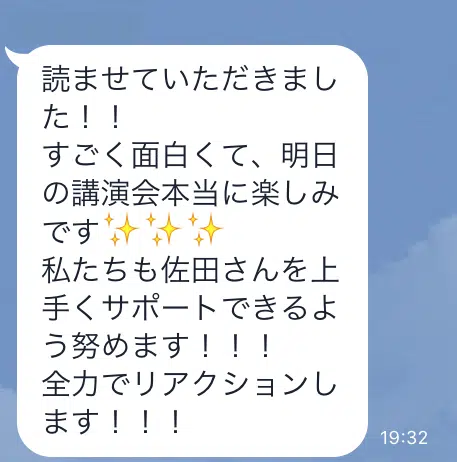 読ませていただきまし
た！！
すごく面白くて、明日
の講演会本当に楽しみ
です✨✨✨
私たちも佐田さんを上
手くサポートできるよ
う努めます！！！
全力でリアクションし
ます！！！
19:32